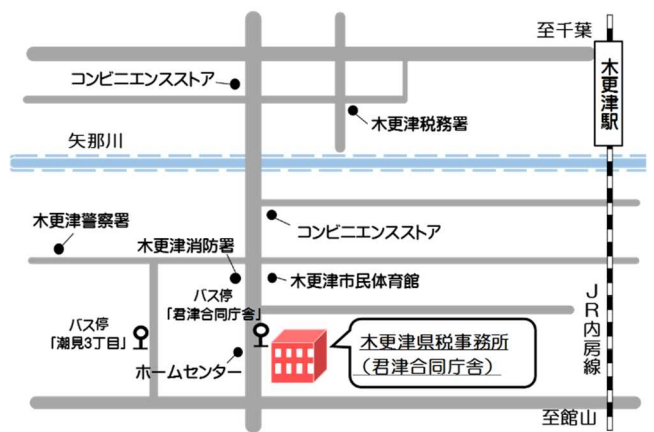 至千葉
木更津駅
コンビニエンスストア
木更津税務署
矢那川
木更津警察署
木更津消防署
コンビニエンスストア
木更津市民体育館
バス停
「君津合同庁舎」
バス停
「潮見3丁目」
ホームセンター
木更津県税事務所
（君津合同庁舎）
JR内房線
至館山